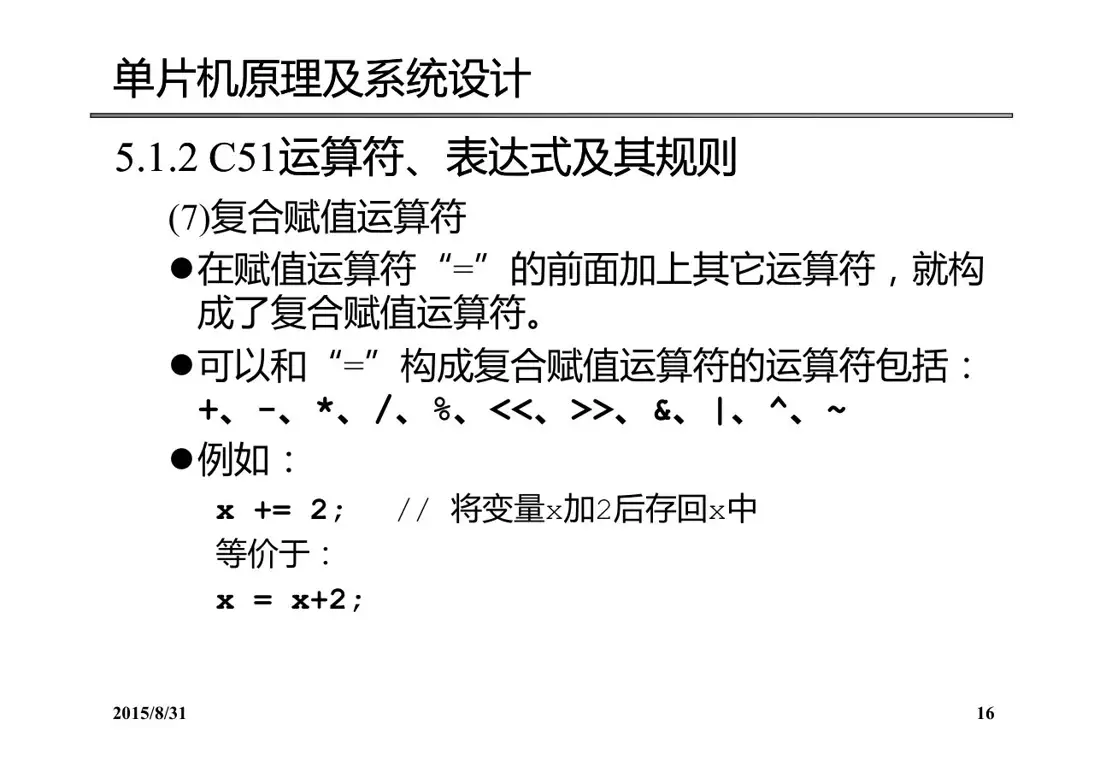 单片机原理及系统设计
5.1.2 C51运算符、表达式及其规则
(7)复合赋值运算符
●在赋值运算符“=”的前面加上其它运算符，就构
成了复合赋值运算符。
●可以和“=”构成复合赋值运算符的运算符包括：
+、-、*、/、%、<<、>>、&、|、^、~
●例如：
x += 2; // 将变量x加2后存回x中
等价于：
x = x+2;
2015/8/31 16